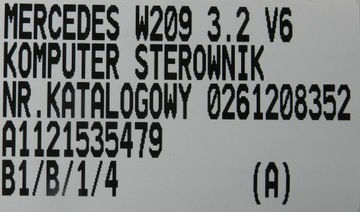 MERCEDES W209 3.2 V6
KOMPUTER STEROWNIK
NR.KATALOGOWY 0261208352
A1121535479
B1/B/1/4 (A)